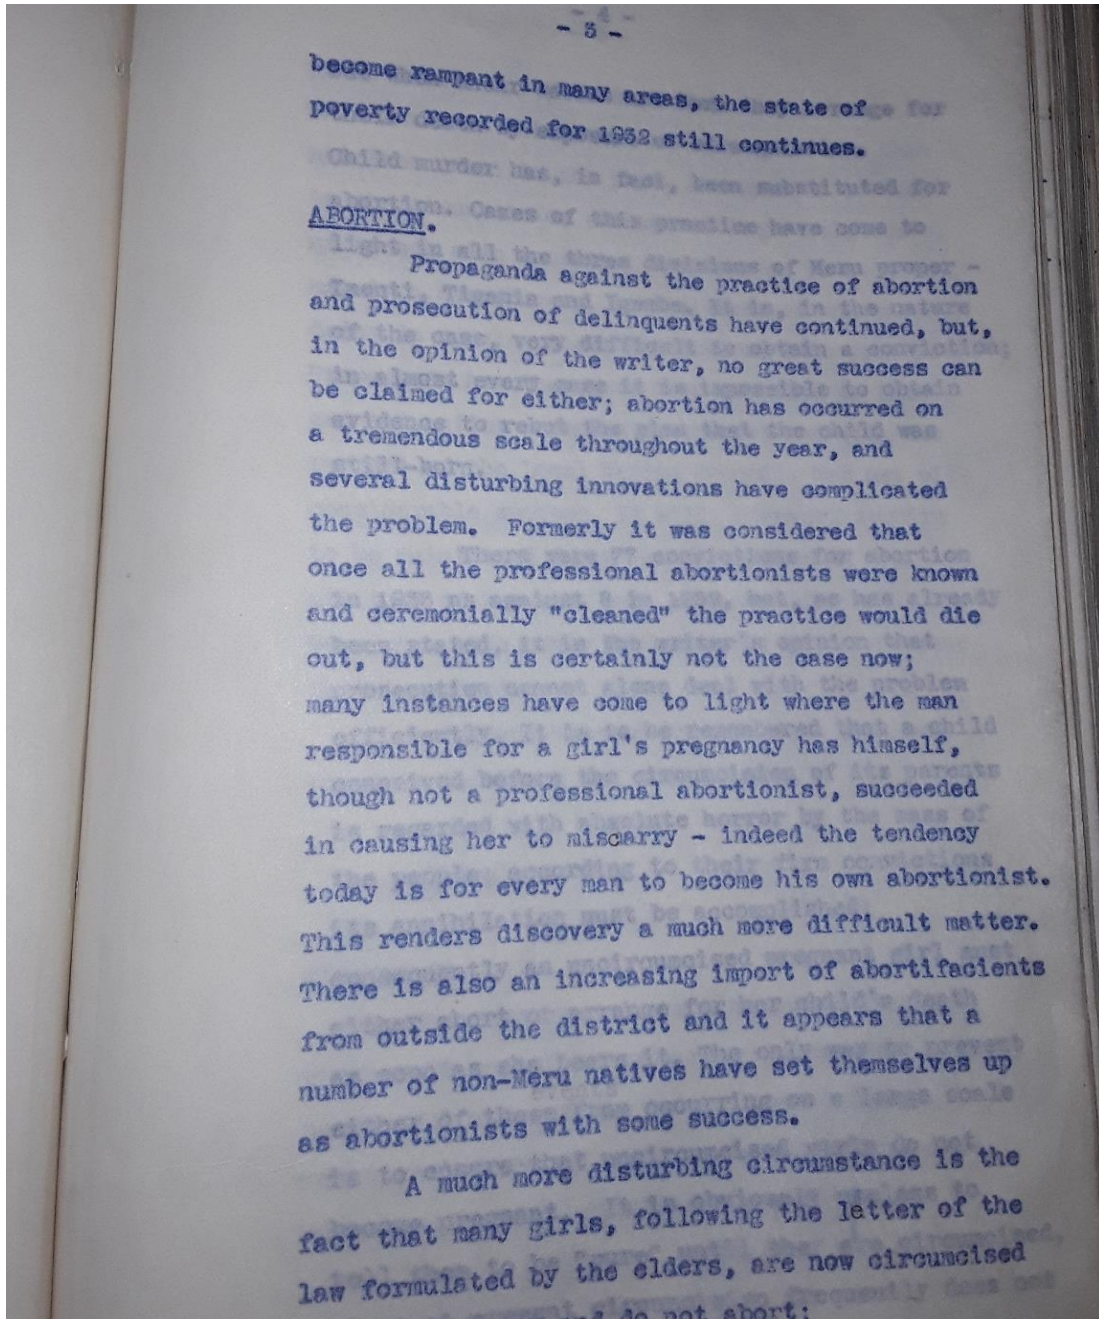 - 3 -
become rampant in many areas, the state of
poverty recorded for 1932 still continues.
ABORTION.
Propaganda against the practice of abortion
and prosecution of delinquents have continued, but,
in the opinion of the writer, no great success can
be claimed for either; abortion has occurred on
a tremendous scale throughout the year, and
several disturbing innovations have complicated
the problem. Formerly it was considered that
once all the professional abortionists were known
and ceremonially "cleaned" the practice would die
out, but this is certainly not the case now;
many instances have come to light where the man
responsible for a girl's pregnancy has himself,
though not a professional abortionist, succeeded
in causing her to miscarry - indeed the tendency
today is for every man to become his own abortionist.
This renders discovery a much more difficult matter.
There is also an increasing import of abortifacients
from outside the district and it appears that a
number of non-Meru natives have set themselves up
as abortionists with some success.
A much more disturbing circumstance is the
fact that many girls, following the letter of the
law formulated by the elders, are now circumcised
and do not abort;